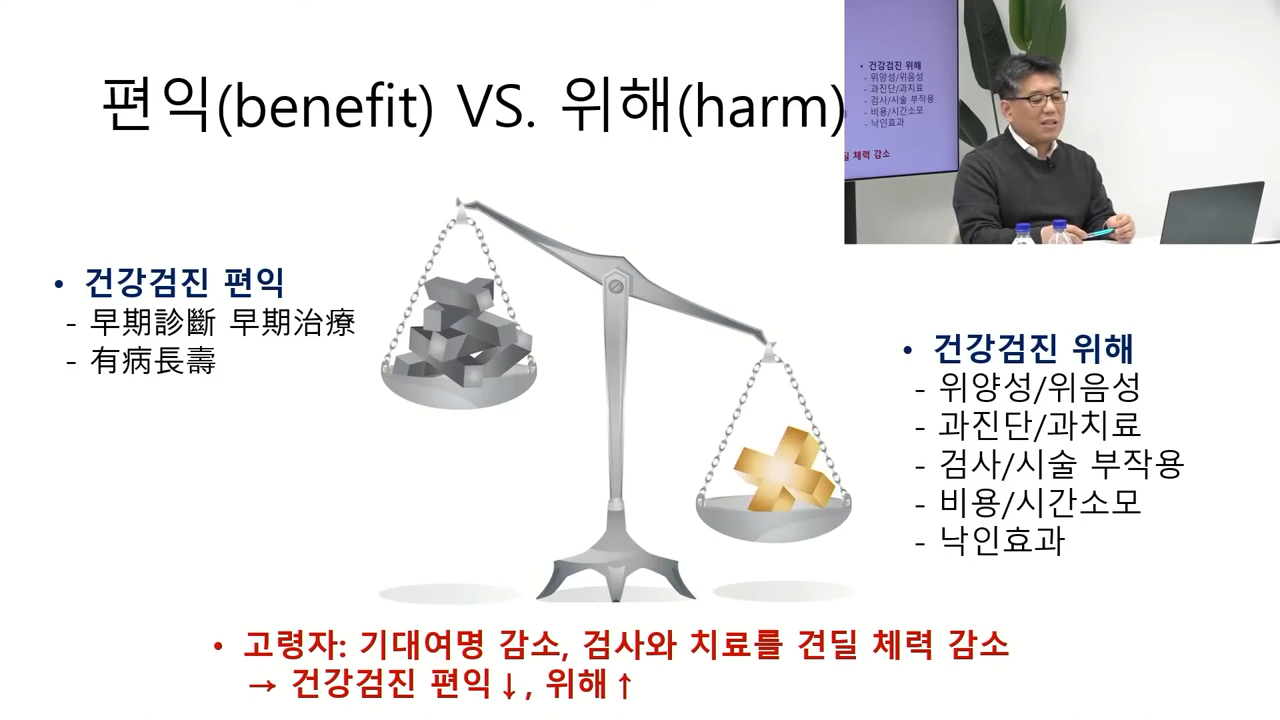 편익(benefit) VS. 위해(harm)
• 건강검진 위해
- 위양성/위음성
- 과진단/과치료
- 검사/시술 부작용
- 비용/시간소모
- 낙인효과
딜 체력 감소
• 건강검진 편익
- 早期診斷 早期治療
- 有病長壽
• 건강검진 위해
- 위양성/위음성
- 과진단/과치료
- 검사/시술 부작용
- 비용/시간소모
- 낙인효과
• 고령자: 기대여명 감소, 검사와 치료를 견딜 체력 감소
→ 건강검진 편익↓, 위해↑